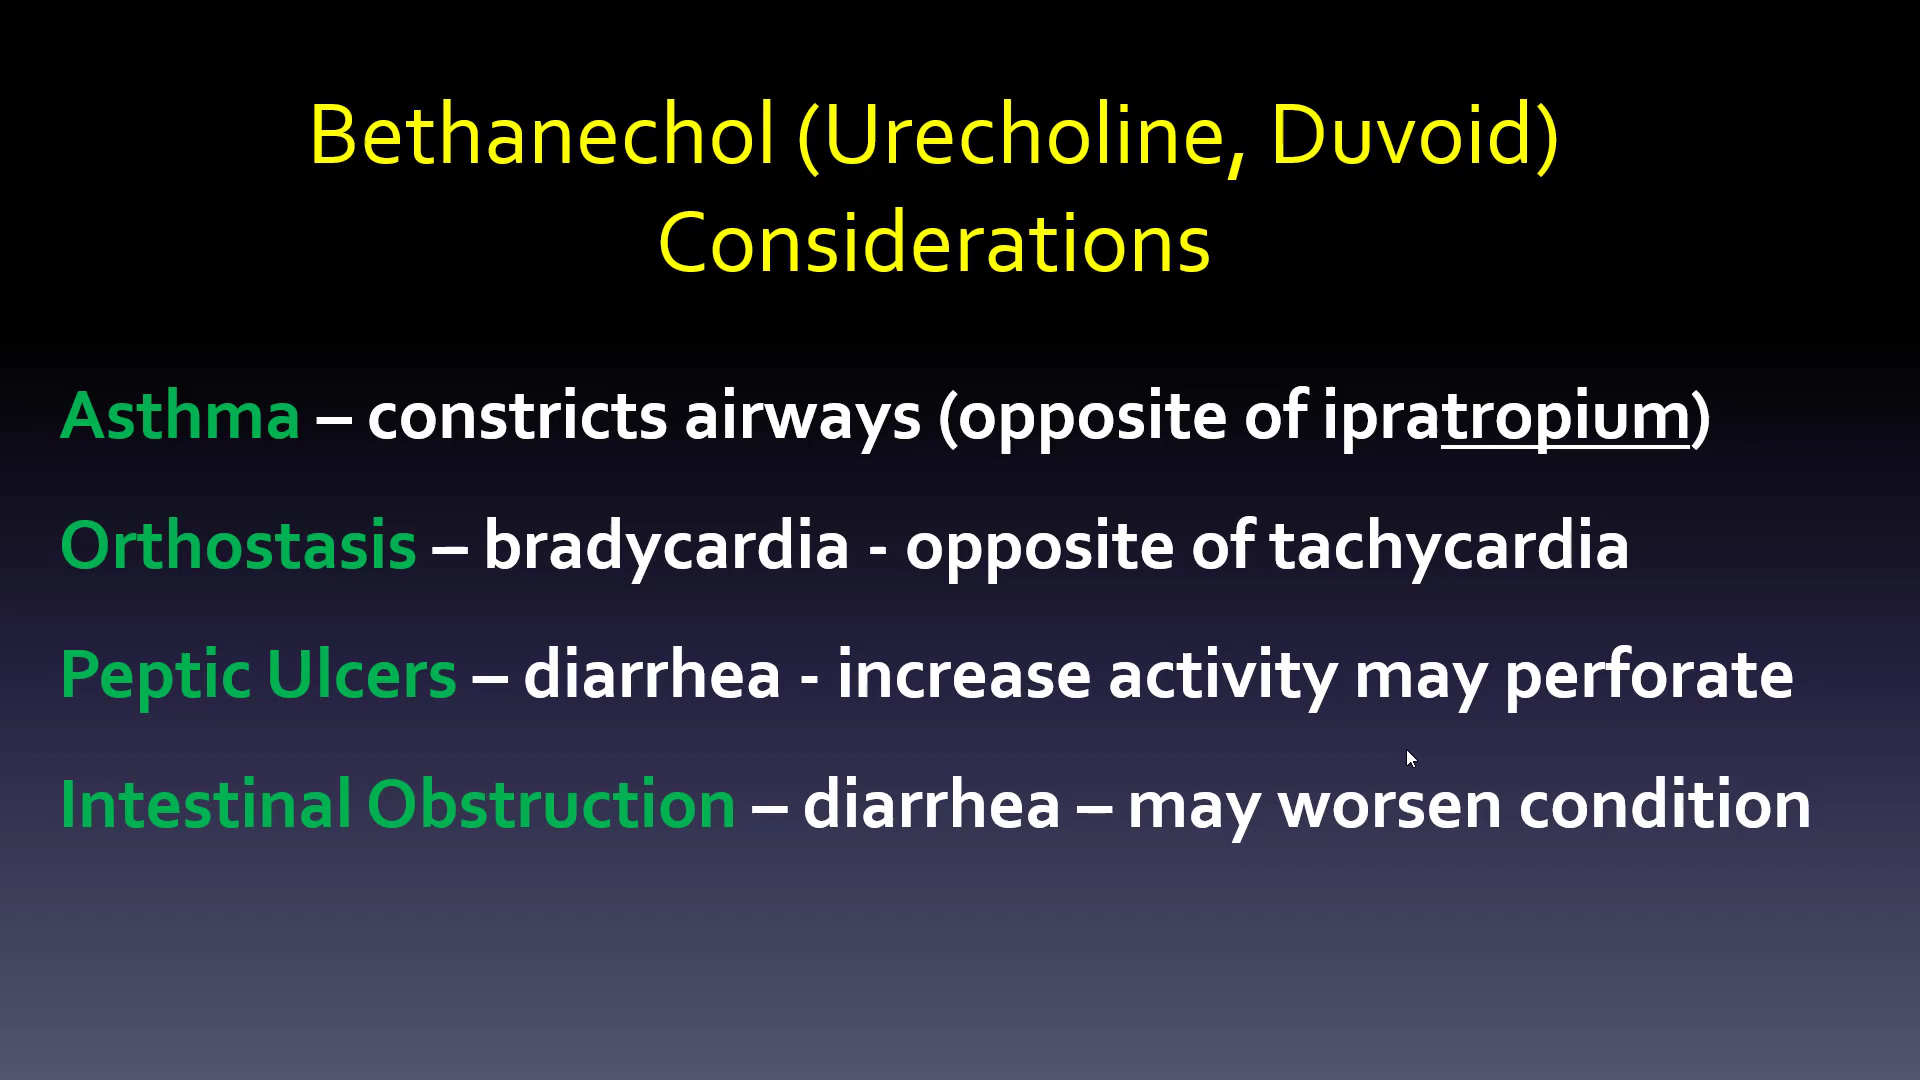 Bethanechol (Urecholine, Duvoid)
Considerations
Asthma – constricts airways (opposite of ipratropium)
Orthostasis – bradycardia - opposite of tachycardia
Peptic Ulcers – diarrhea - increase activity may perforate
Intestinal Obstruction – diarrhea – may worsen condition